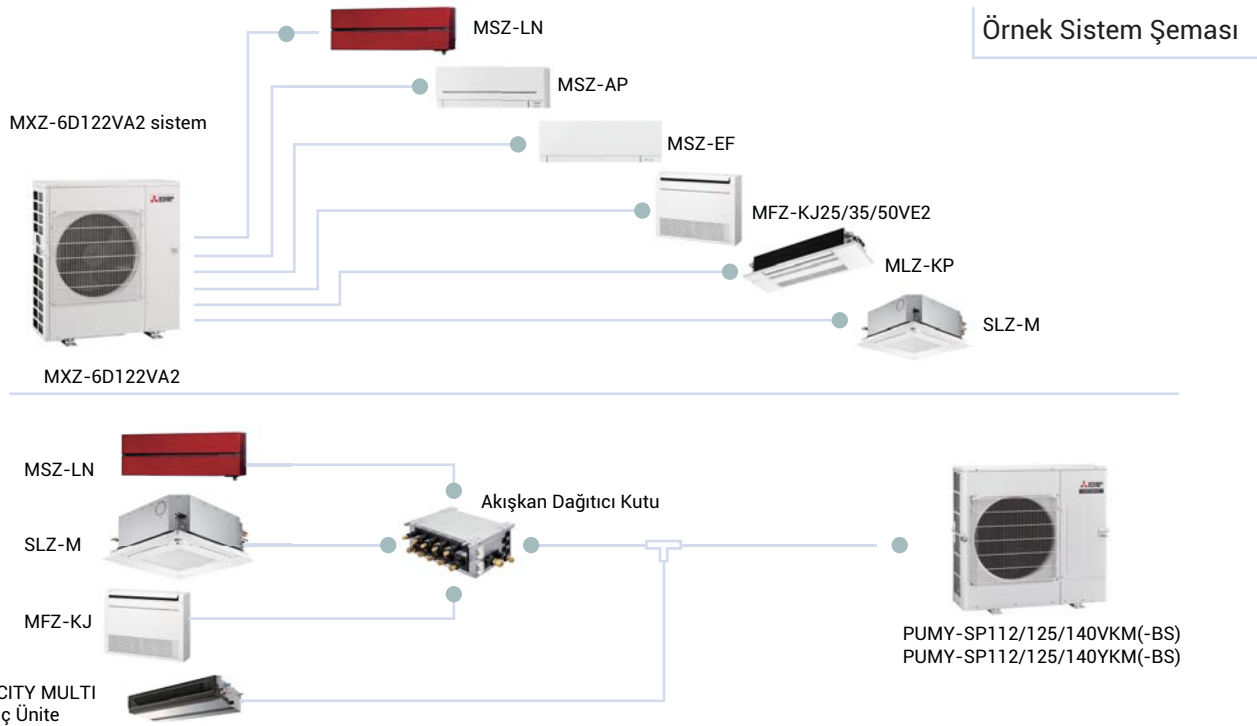 Örnek Sistem Şeması
MSZ-LN
MSZ-AP
MXZ-6D122VA2 sistem
MSZ-EF
MFZ-KJ25/35/50VE2
MLZ-KP
SLZ-M
MXZ-6D122VA2
MSZ-LN
Akışkan Dağıtıcı Kutu
SLZ-M
MFZ-KJ
PUMY-SP112/125/140VKM(-BS)
PUMY-SP112/125/140YKM(-BS)
CITY MULTI
ç Ünite